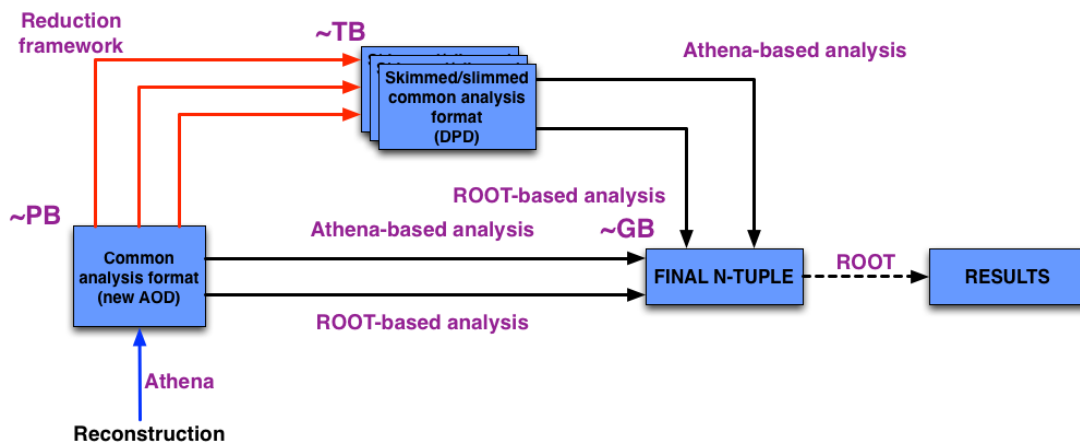 Reduction
framework
~TB
Athena-based analysis
Skimmed/slimmed
common analysis
format
(DPD)
ROOT-based analysis
~PB
Athena-based analysis
~GB
Common
analysis format
(new AOD)
FINAL N-TUPLE
ROOT
RESULTS
ROOT-based analysis
Athena
Reconstruction